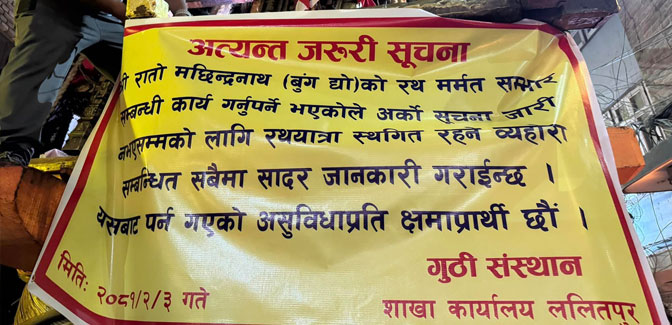 अत्यन्त जरुरी सूचना
श्री रातो मछिन्द्रनाथ (बुंग द्यो)को रथ मर्मत सम्भार
सम्बन्धी कार्य गर्नुपर्ने भएकोले अर्को सूचना जारी
नभएसम्मको लागि रथयात्रा स्थगित रहन व्यहारो
सम्बन्धित सबैमा सादर जानकारी गराईन्छ ।
यसबाट पर्न गएको असुविधाप्रति क्षमाप्रार्थी छौं ।
गुठी संस्थान
मितिः २०८१/२/३ गते
शाखा कार्यालय ललितपुर